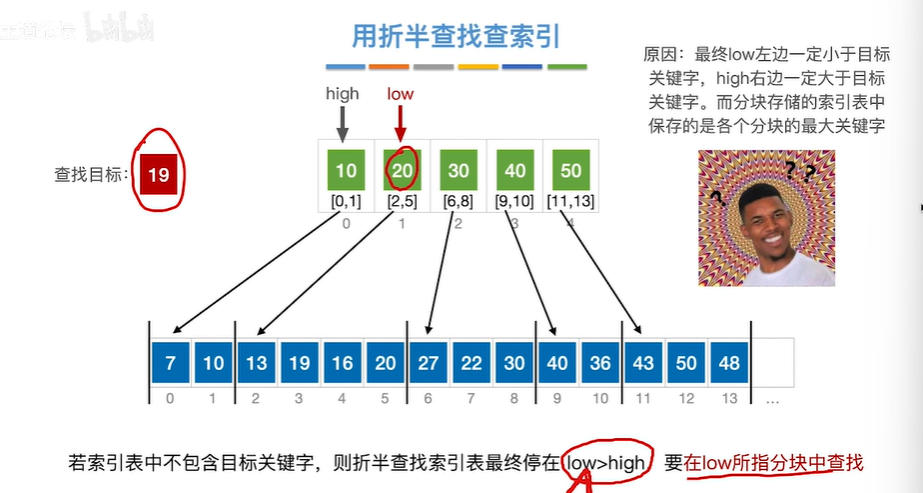 用折半查找查索引
原因：最终low左边一定小于目标
关键字，high右边一定大于目标
关键字。而分块存储的索引表中
保存的是各个分块的最大关键字
high low
查找目标： 19
10 20 30 40 50
[0,1] [2,5] [6,8] [9,10] [11,13]
0 1 2 3 4
? ? ?
7 10 13 19 16 20 27 22 30 40 36 43 50 48
0 1 2 3 4 5 6 7 8 9 10 11 12 13 ...
若索引表中不包含目标关键字，则折半查找索引表最终停在low>high，要在low所指分块中查找